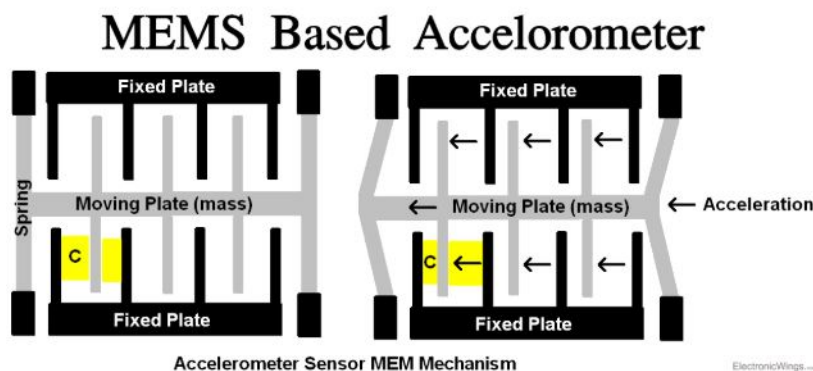 MEMS Based Accelorometer
Fixed Plate
Spring
Moving Plate (mass)
C
Fixed Plate
Fixed Plate
Moving Plate (mass)
Acceleration
C
Fixed Plate
Accelerometer Sensor MEM Mechanism